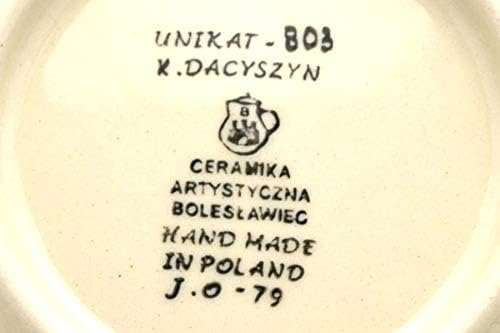 UNIKAT - 803
K. DACYSZYN
B
CERAMIKA
ARTYSTYCZNA
BOLESŁAWIEC
HAND MADE
IN POLAND
J.O - 79